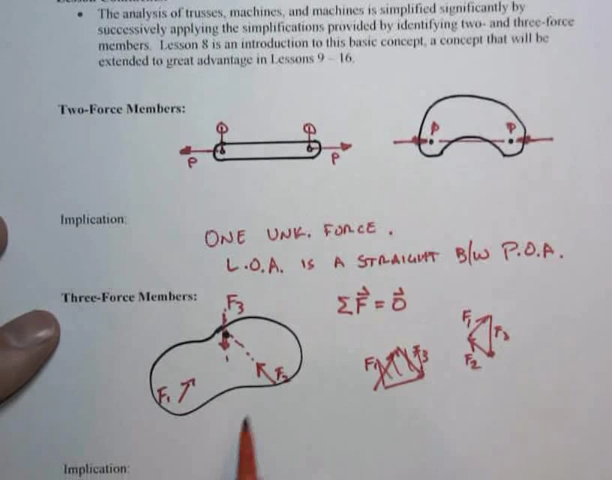 • The analysis of trusses, machines, and machines is simplified significantly by
successively applying the simplifications provided by identifying two- and three-force
members. Lesson 8 is an introduction to this basic concept, a concept that will be
extended to great advantage in Lessons 9 – 16.
Two-Force Members:
P P
P P
Implication:
ONE UNK. FORCE.
L.O.A. IS A STRAIGHT B/W P.O.A.
Three-Force Members:
F3
ΣF⃗ = 0⃗
F1 F2
F1 F3
F1 F3
F2
Implication: